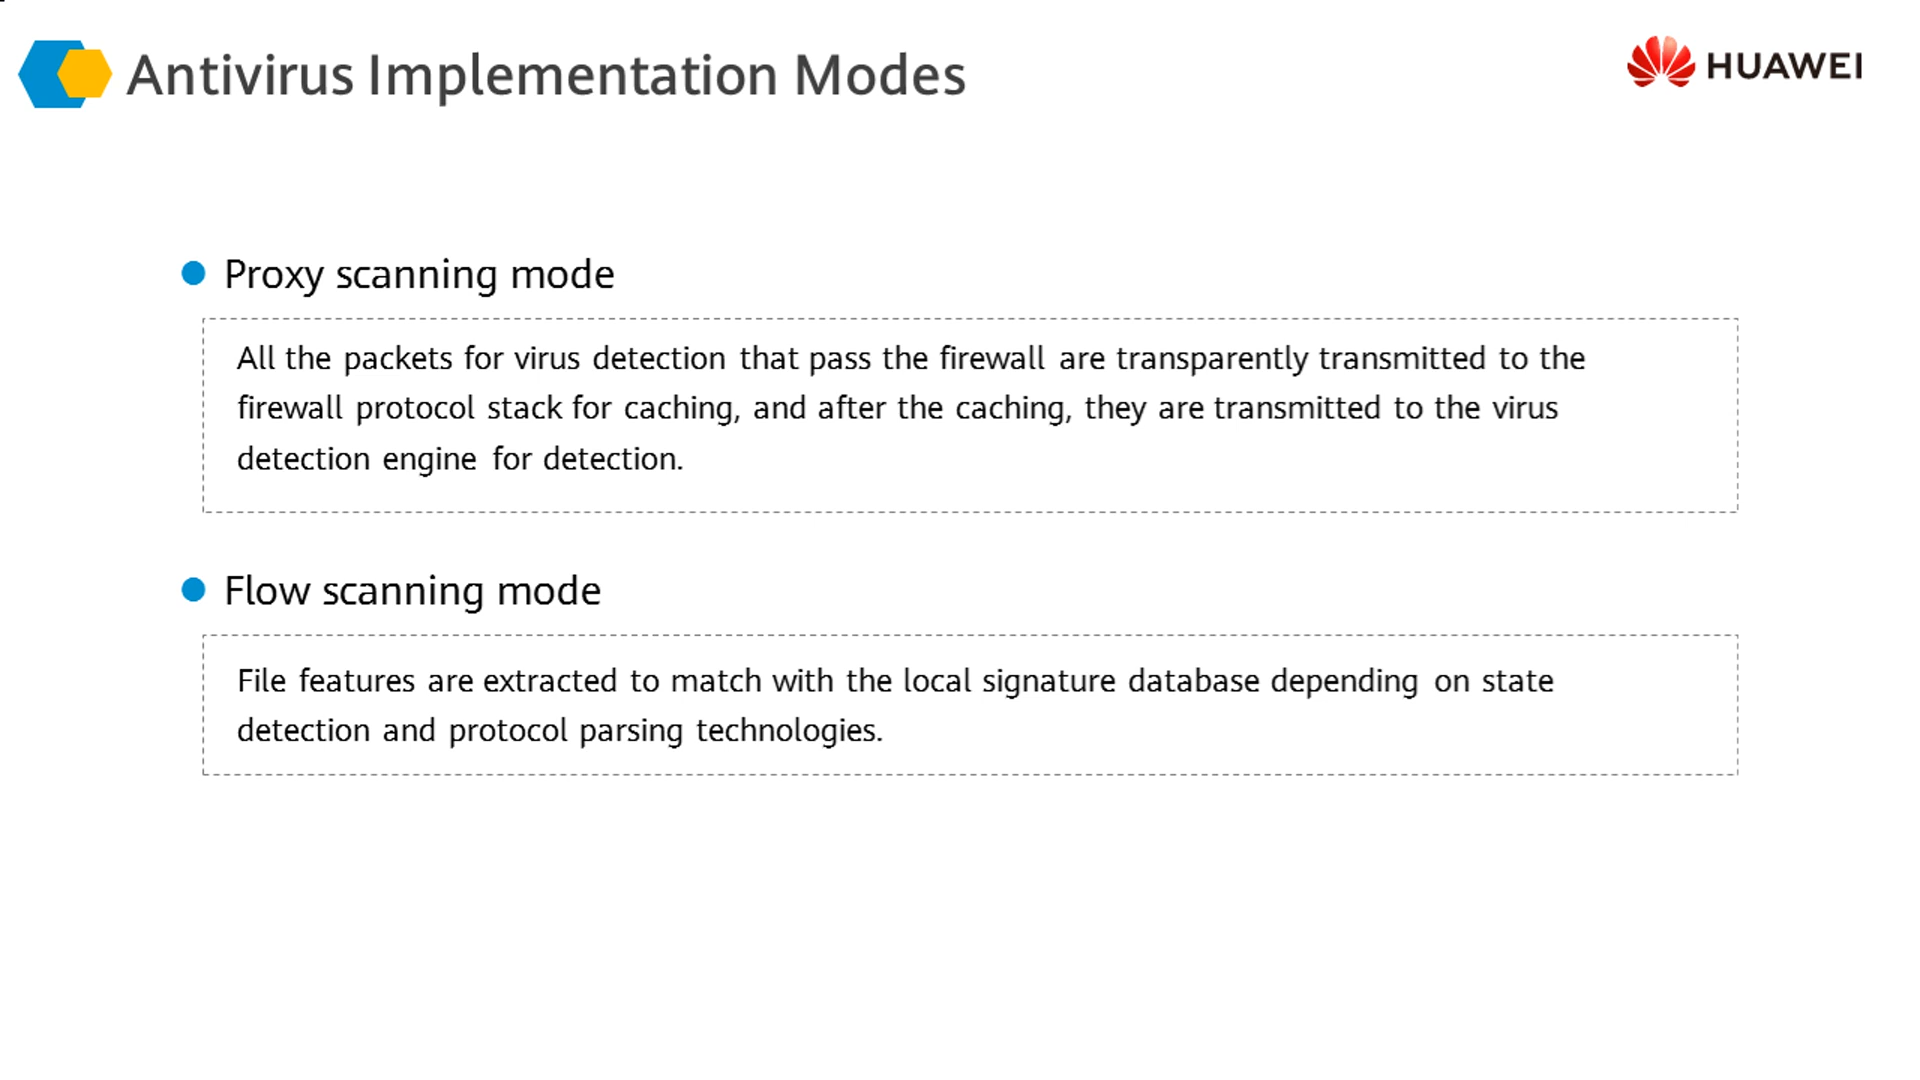 Antivirus Implementation Modes
HUAWEI
Proxy scanning mode
All the packets for virus detection that pass the firewall are transparently transmitted to the
firewall protocol stack for caching, and after the caching, they are transmitted to the virus
detection engine for detection.
Flow scanning mode
File features are extracted to match with the local signature database depending on state
detection and protocol parsing technologies.